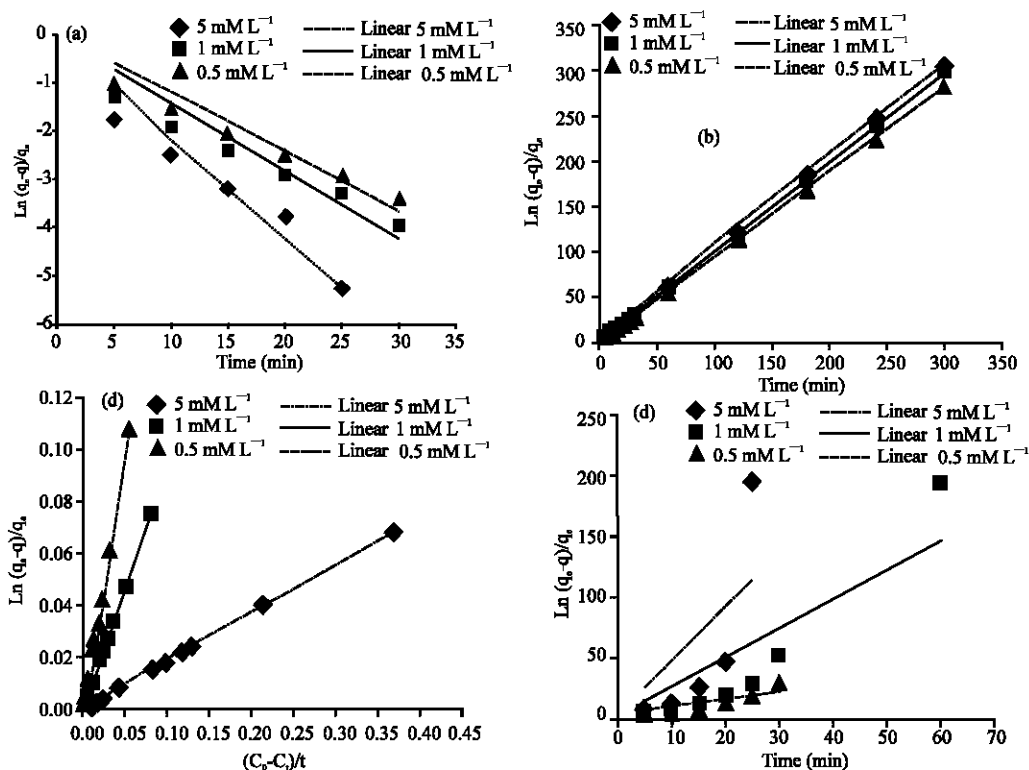 (a)
5 mM L⁻¹ Linear 5 mM L⁻¹
1 mM L⁻¹ Linear 1 mM L⁻¹
0.5 mM L⁻¹ Linear 0.5 mM L⁻¹
0
-1
-2
-3
-4
-5
-6
Ln (qₑ-q)/qₑ
5 10 15 20 25 30 35
Time (min)
5 mM L⁻¹ Linear 5 mM L⁻¹
1 mM L⁻¹ Linear 1 mM L⁻¹
0.5 mM L⁻¹ Linear 0.5 mM L⁻¹
(b)
350
300
250
200
150
100
50
0
Ln (qₑ-q)/qₑ
0 50 100 150 200 250 300 350
Time (min)
(d)
5 mM L⁻¹ Linear 5 mM L⁻¹
1 mM L⁻¹ Linear 1 mM L⁻¹
0.5 mM L⁻¹ Linear 0.5 mM L⁻¹
0.12
0.10
0.08
0.06
0.04
0.02
0.00
Ln (qₑ-q)/qₑ
0.00 0.05 0.10 0.15 0.20 0.25 0.30 0.35 0.40 0.45
(C₀-Cₜ)/t
(d)
5 mM L⁻¹ Linear 5 mM L⁻¹
1 mM L⁻¹ Linear 1 mM L⁻¹
0.5 mM L⁻¹ Linear 0.5 mM L⁻¹
250
200
150
100
50
0
Ln (qₑ-q)/qₑ
0 10 20 30 40 50 60 70
Time (min)